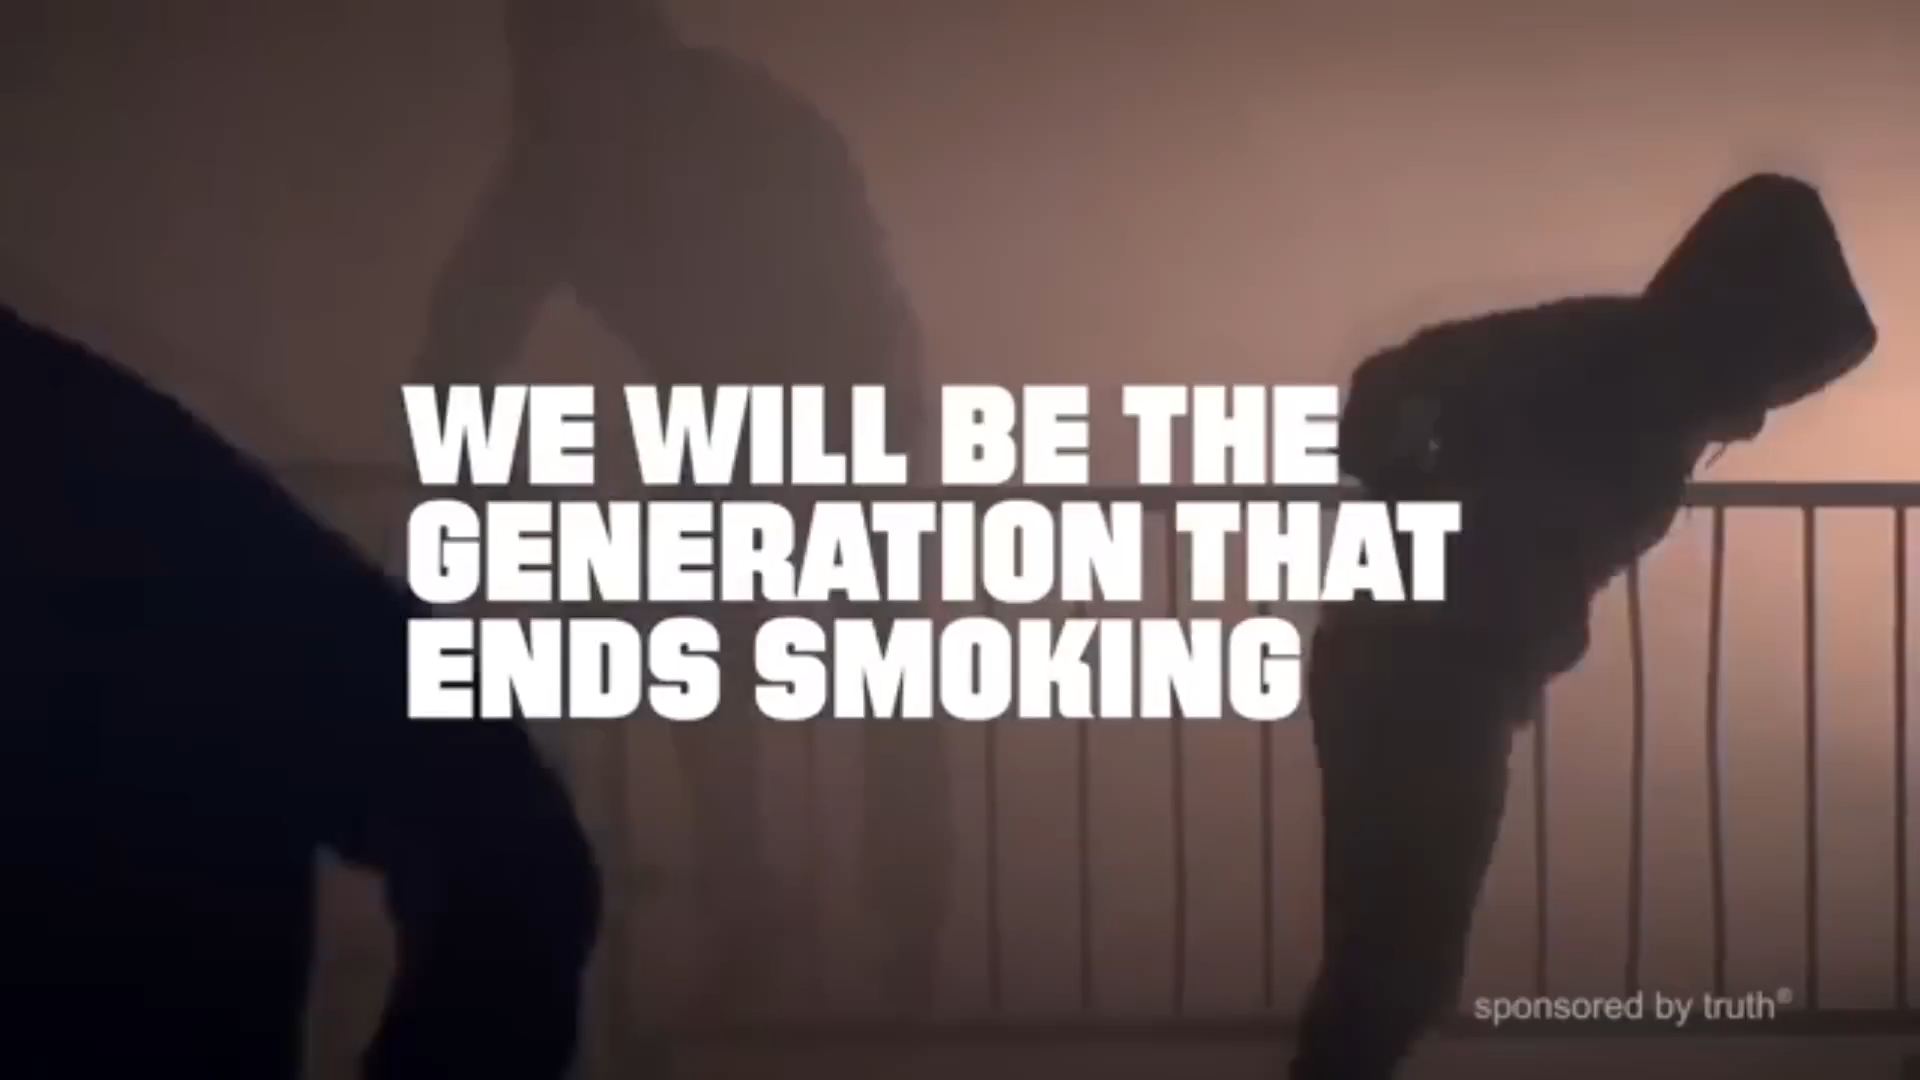 WE WILL BE THE
GENERATION THAT
ENDS SMOKING
sponsored by truth®